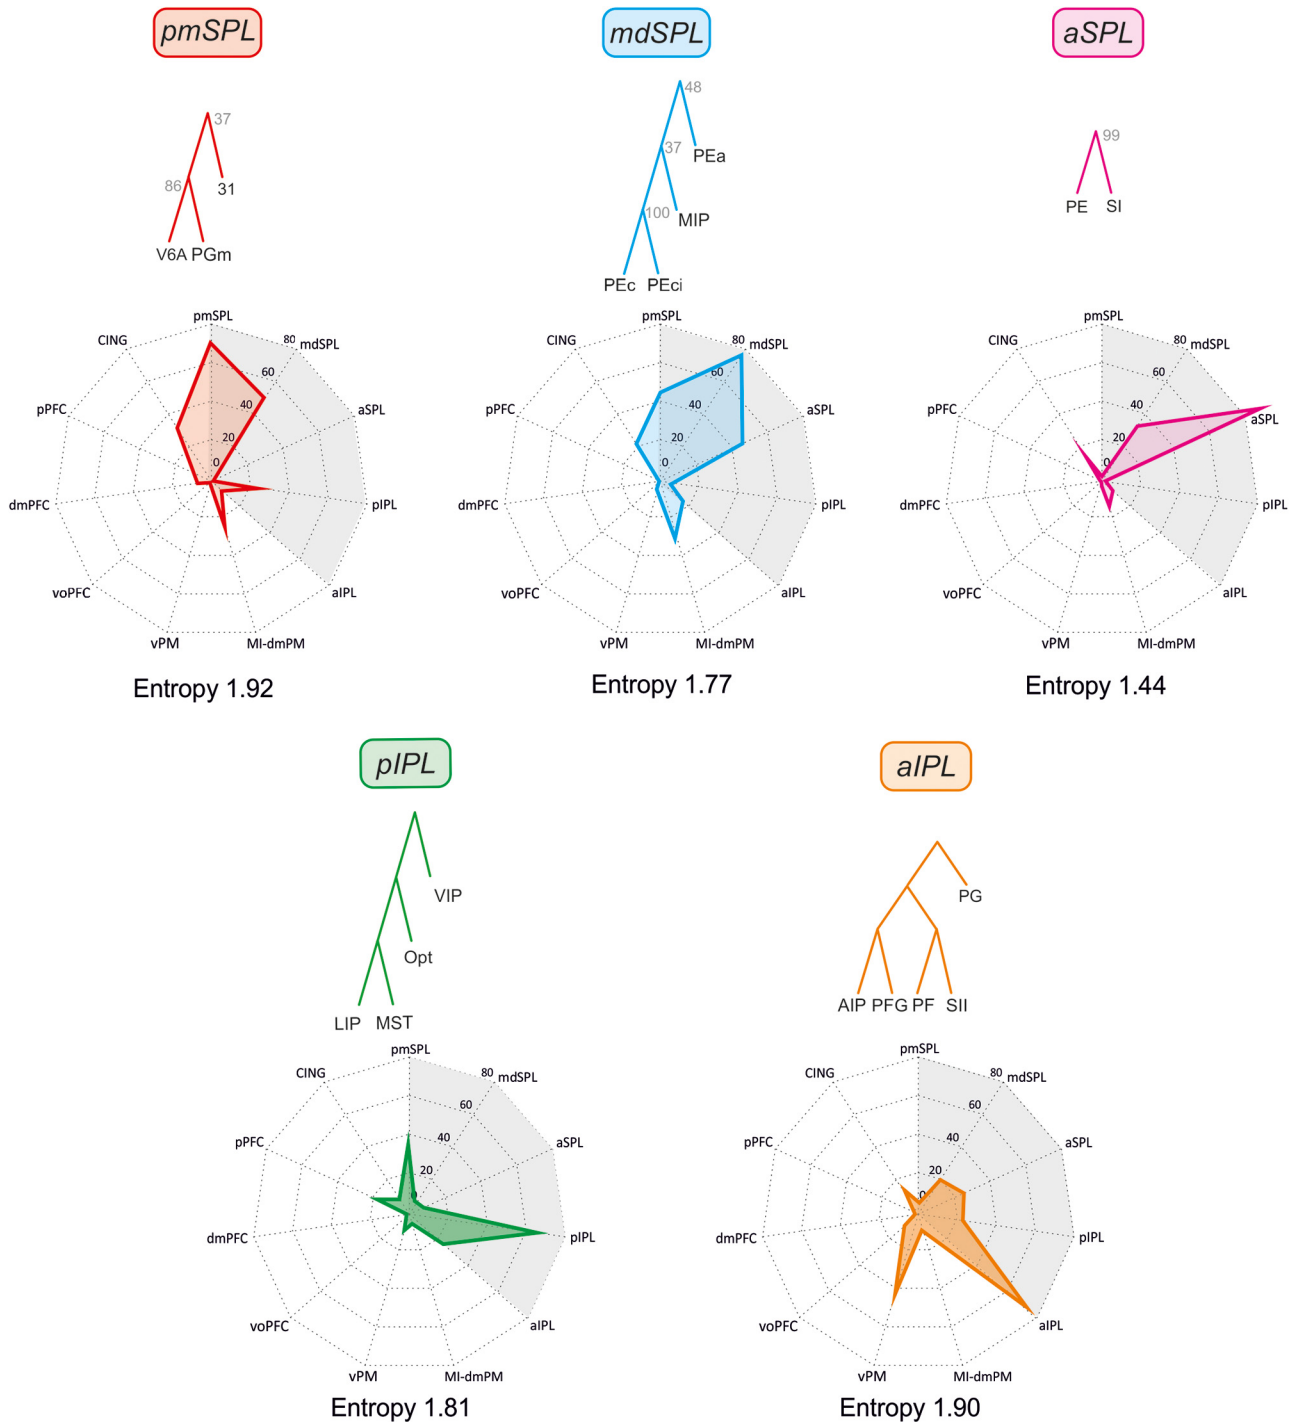 pmSPL
mdSPL
aSPL
37
86
31
V6A PGm
48
37
PEa
100
MIP
PEc PEci
99
PE SI
pmSPL
CING
80 mdSPL
60
pPFC
40
aSPL
20
0
dmPFC
pIPL
voPFC
aIPL
vPM
MI-dmPM
Entropy 1.92
pmSPL
CING
80 mdSPL
60
pPFC
40
aSPL
20
0
dmPFC
pIPL
voPFC
aIPL
vPM
MI-dmPM
Entropy 1.77
pmSPL
CING
80 mdSPL
60
pPFC
40
aSPL
20
0
dmPFC
pIPL
voPFC
aIPL
vPM
MI-dmPM
Entropy 1.44
pIPL
aIPL
VIP
Opt
LIP MST
PG
AIP PFG PF SII
pmSPL
CING
80 mdSPL
60
pPFC
40
aSPL
20
0
dmPFC
pIPL
voPFC
aIPL
vPM
MI-dmPM
Entropy 1.81
pmSPL
CING
80 mdSPL
60
pPFC
40
aSPL
20
0
dmPFC
pIPL
voPFC
aIPL
vPM
MI-dmPM
Entropy 1.90